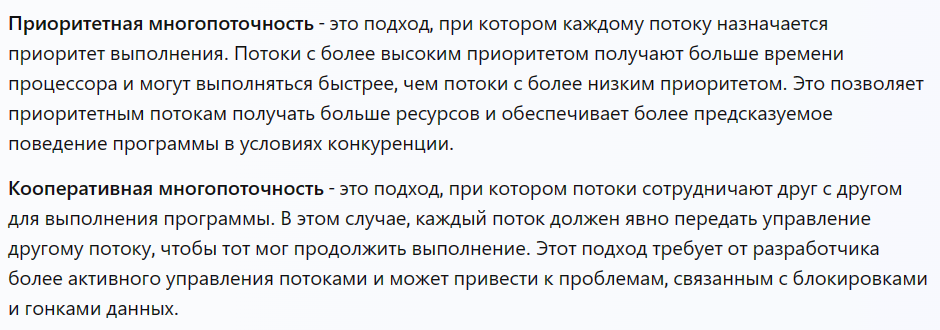 Приоритетная многопоточность - это подход, при котором каждому потоку назначается
приоритет выполнения. Потоки с более высоким приоритетом получают больше времени
процессора и могут выполняться быстрее, чем потоки с более низким приоритетом. Это позволяет
приоритетным потокам получать больше ресурсов и обеспечивает более предсказуемое
поведение программы в условиях конкуренции.
Кооперативная многопоточность - это подход, при котором потоки сотрудничают друг с другом
для выполнения программы. В этом случае, каждый поток должен явно передать управление
другому потоку, чтобы тот мог продолжить выполнение. Этот подход требует от разработчика
более активного управления потоками и может привести к проблемам, связанным с блокировками
и гонками данных.